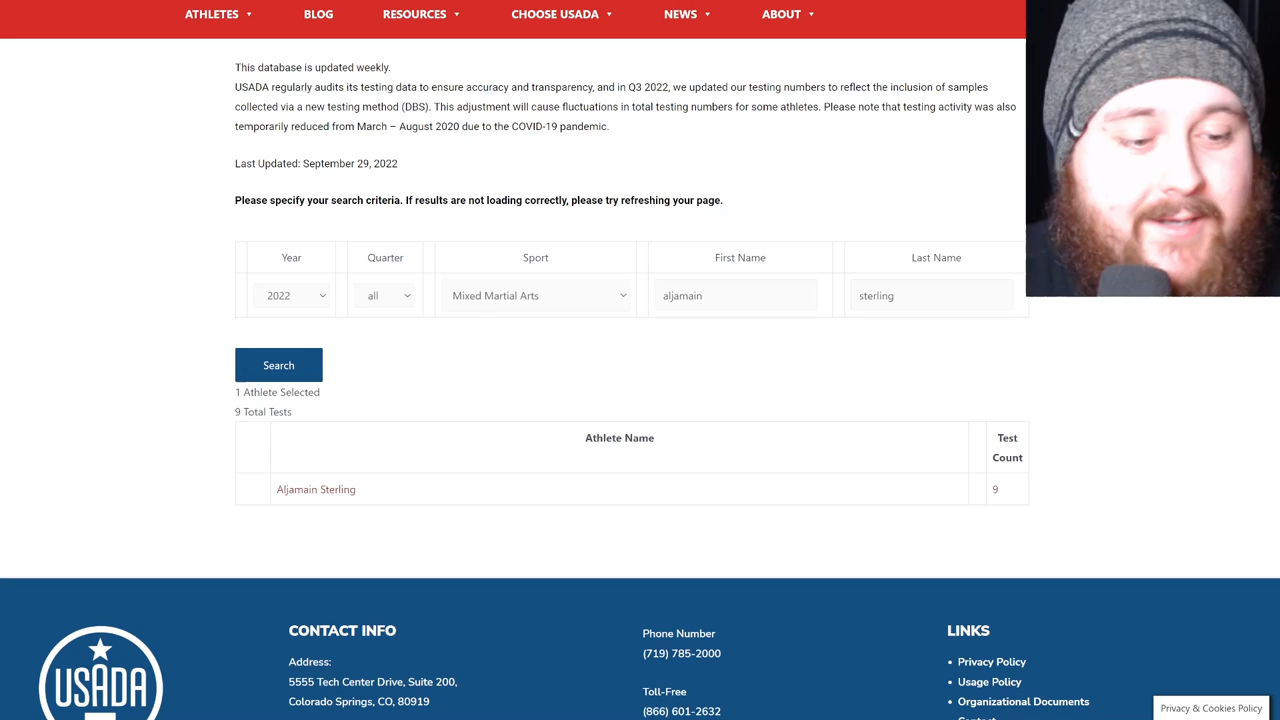 ATHLETES BLOG RESOURCES CHOOSE USADA NEWS ABOUT
This database is updated weekly.
USADA regularly audits its testing data to ensure accuracy and transparency, and in Q3 2022, we updated our testing numbers to reflect the inclusion of samples
collected via a new testing method (DBS). This adjustment will cause fluctuations in total testing numbers for some athletes. Please note that testing activity was also
temporarily reduced from March – August 2020 due to the COVID-19 pandemic.
Last Updated: September 29, 2022
Please specify your search criteria. If results are not loading correctly, please try refreshing your page.
Year Quarter Sport First Name Last Name
2022 all Mixed Martial Arts aljamain sterling
Search
1 Athlete Selected
9 Total Tests
Athlete Name Test Count
Aljamain Sterling 9
USADA
CONTACT INFO
Address:
5555 Tech Center Drive, Suite 200,
Colorado Springs, CO, 80919
Phone Number
(719) 785-2000
Toll-Free
(866) 601-2632
LINKS
• Privacy Policy
• Usage Policy
• Organizational Documents
Privacy & Cookies Policy